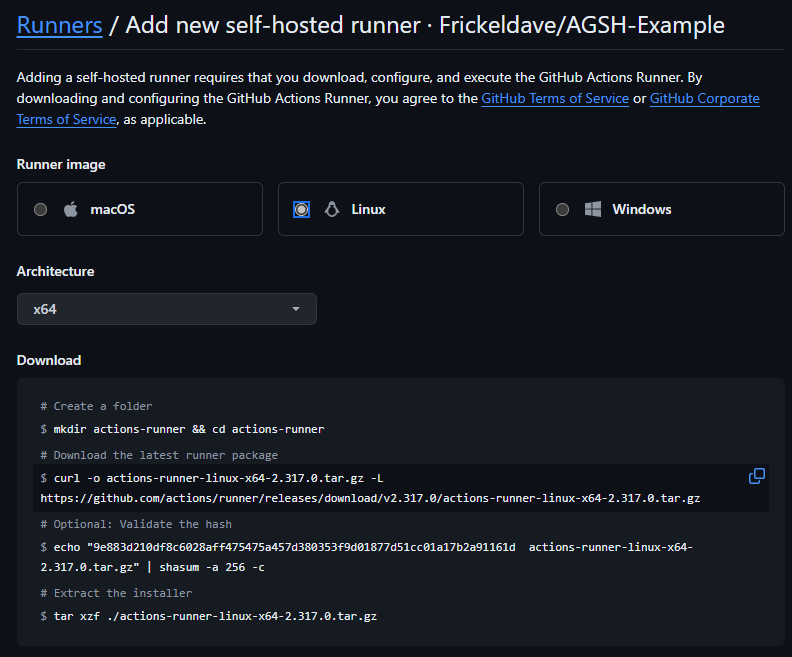 Runners / Add new self-hosted runner · Frickeldave/AGSH-Example
Adding a self-hosted runner requires that you download, configure, and execute the GitHub Actions Runner. By
downloading and configuring the GitHub Actions Runner, you agree to the GitHub Terms of Service or GitHub Corporate
Terms of Service, as applicable.
Runner image
macOS
Linux
Windows
Architecture
x64
Download
# Create a folder
$ mkdir actions-runner && cd actions-runner
# Download the latest runner package
$ curl -o actions-runner-linux-x64-2.317.0.tar.gz -L
https://github.com/actions/runner/releases/download/v2.317.0/actions-runner-linux-x64-2.317.0.tar.gz
# Optional: Validate the hash
$ echo "9e883d210df8c6028aff475475a457d380353f9d01877d51cc01a17b2a91161d  actions-runner-linux-x64-
2.317.0.tar.gz" | shasum -a 256 -c
# Extract the installer
$ tar xzf ./actions-runner-linux-x64-2.317.0.tar.gz